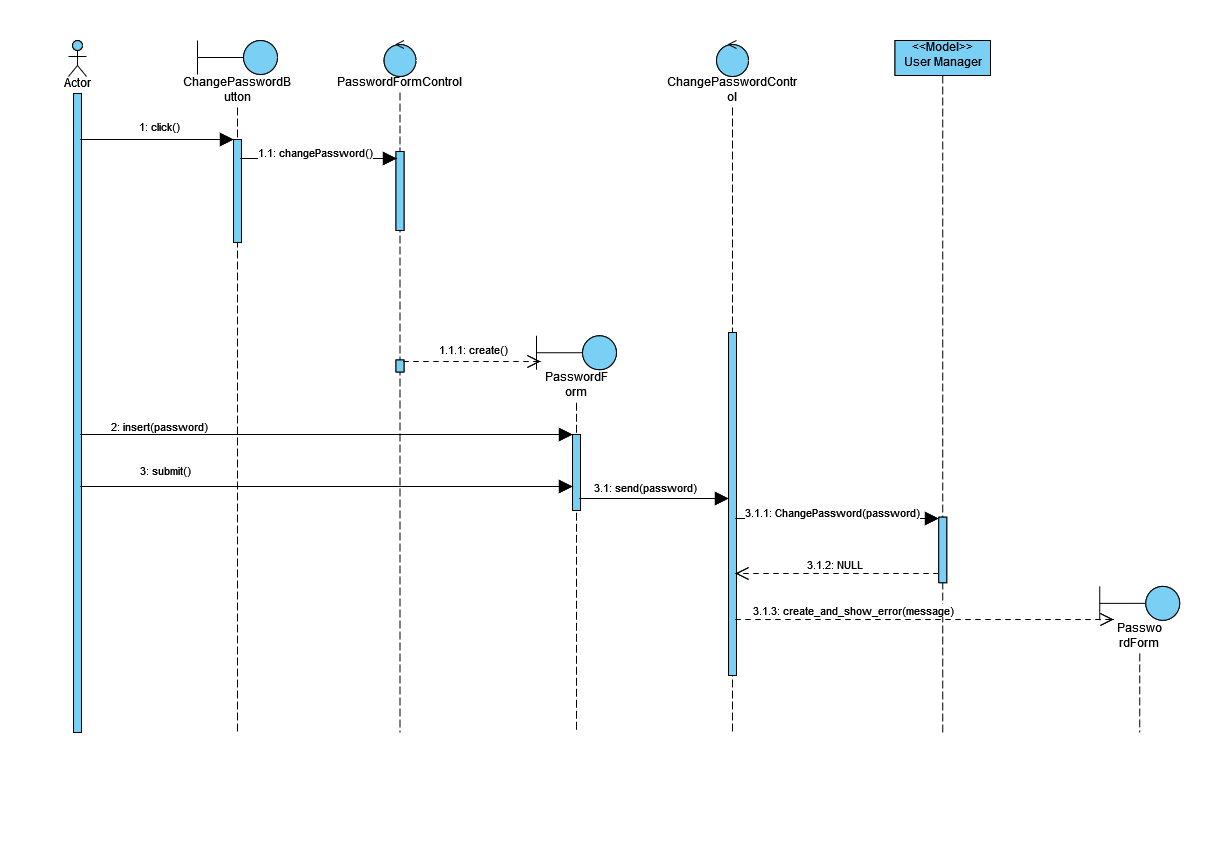 Actor
ChangePasswordB
utton
PasswordFormControl
ChangePasswordContr
ol
<<Model>>
User Manager
1: click()
1.1: changePassword()
1.1.1: create()
PasswordF
orm
2: insert(password)
3: submit()
3.1: send(password)
3.1.1: ChangePassword(password)
3.1.2: NULL
3.1.3: create_and_show_error(message)
Passwo
rdForm